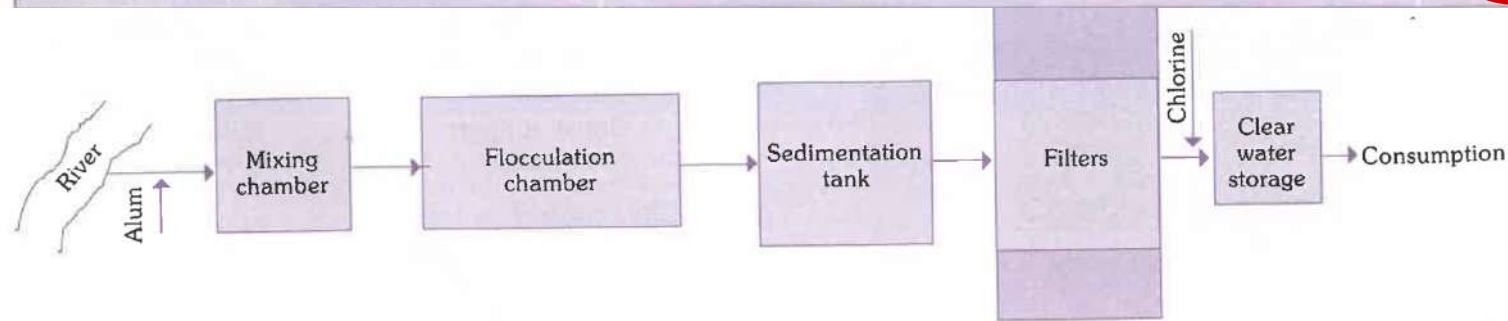 River
Alum
Mixing
chamber
Flocculation
chamber
Sedimentation
tank
Filters
Chlorine
Clear
water
storage
Consumption